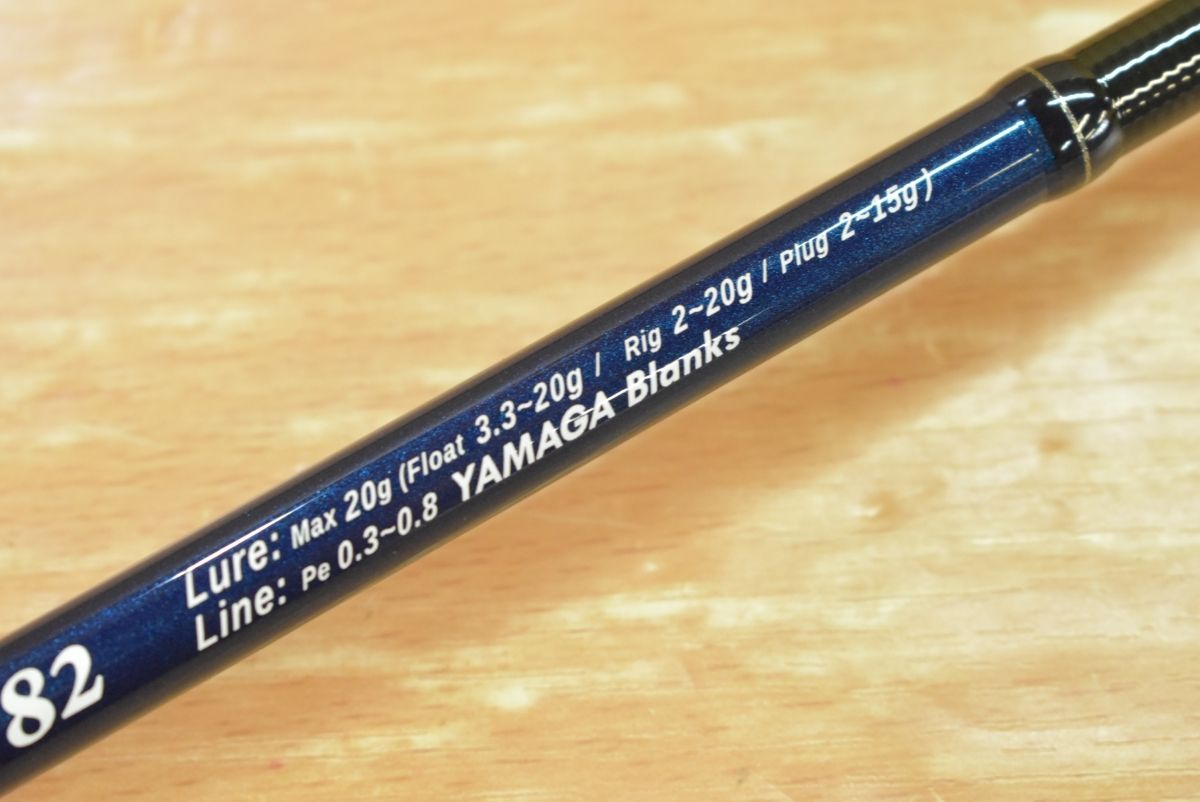 82
Lure: Max 20g (Float 3.3~20g / Rig 2~20g / Plug 2~15g)
Line: Pe 0.3~0.8 YAMAGA Blanks